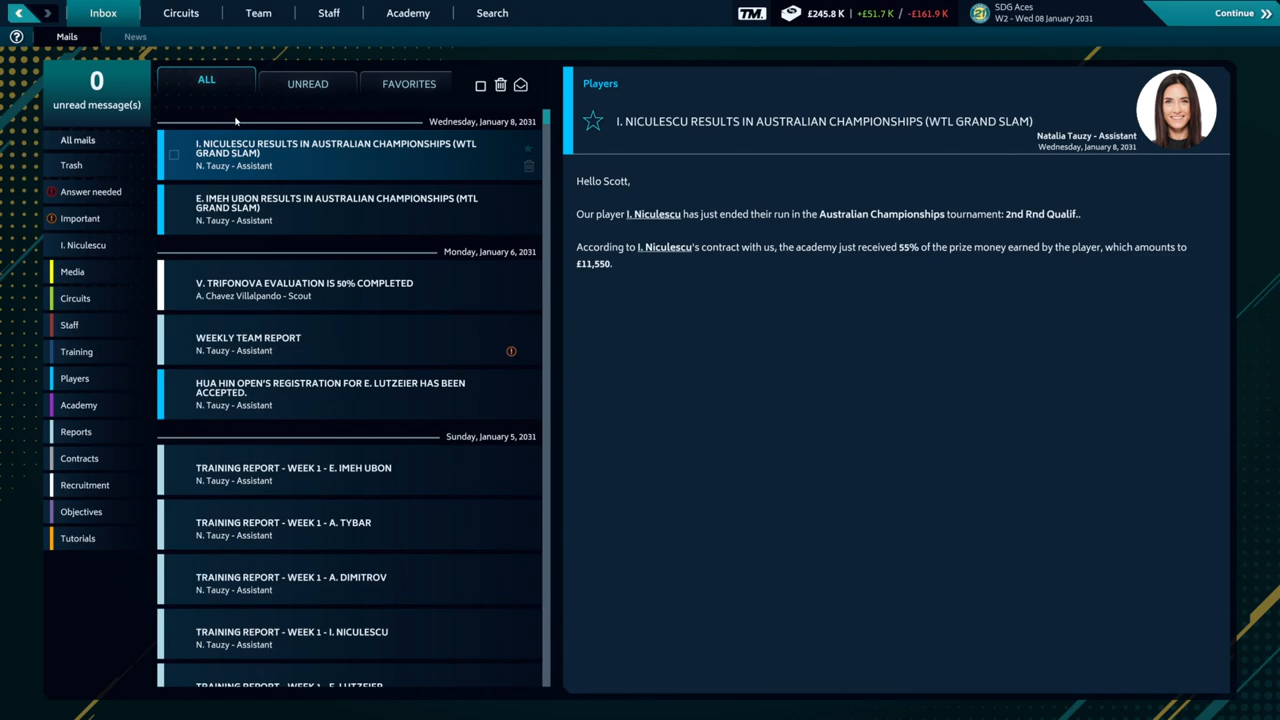 Inbox
Circuits
Team
Staff
Academy
Search
TM.
£245.8 K
+£51.7 K / -£161.9 K
21
SDG Aces
W2 - Wed 08 January 2031
Continue
Mails
News
0
unread message(s)
All mails
Trash
Answer needed
Important
I. Niculescu
Media
Circuits
Staff
Training
Players
Academy
Reports
Contracts
Recruitment
Objectives
Tutorials
ALL
UNREAD
FAVORITES
Wednesday, January 8, 2031
I. NICULESCU RESULTS IN AUSTRALIAN CHAMPIONSHIPS (WTL
GRAND SLAM)
N. Tauzy - Assistant
E. IMEH UBON RESULTS IN AUSTRALIAN CHAMPIONSHIPS (MTL
GRAND SLAM)
N. Tauzy - Assistant
Monday, January 6, 2031
V. TRIFONOVA EVALUATION IS 50% COMPLETED
A. Chavez Villalpando - Scout
WEEKLY TEAM REPORT
N. Tauzy - Assistant
HUA HIN OPEN'S REGISTRATION FOR E. LUTZEIER HAS BEEN
ACCEPTED.
N. Tauzy - Assistant
Sunday, January 5, 2031
TRAINING REPORT - WEEK 1 - E. IMEH UBON
N. Tauzy - Assistant
TRAINING REPORT - WEEK 1 - A. TYBAR
N. Tauzy - Assistant
TRAINING REPORT - WEEK 1 - A. DIMITROV
N. Tauzy - Assistant
TRAINING REPORT - WEEK 1 - I. NICULESCU
N. Tauzy - Assistant
TRAINING REPORT - WEEK 1 - E. LUTZEIER
Players
I. NICULESCU RESULTS IN AUSTRALIAN CHAMPIONSHIPS (WTL GRAND SLAM)
Natalia Tauzy - Assistant
Wednesday, January 8, 2031
Hello Scott,
Our player I. Niculescu has just ended their run in the Australian Championships tournament: 2nd Rnd Qualif..
According to I. Niculescu's contract with us, the academy just received 55% of the prize money earned by the player, which amounts to
£11,550.